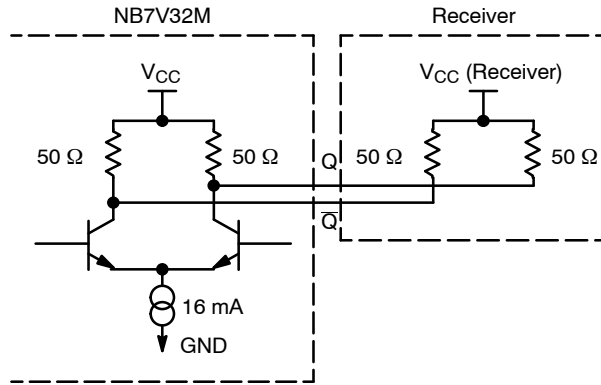 NB7V32M
Receiver
VCC
VCC (Receiver)
50 Ω
50 Ω
Q
50 Ω
50 Ω
Q̅
16 mA
GND